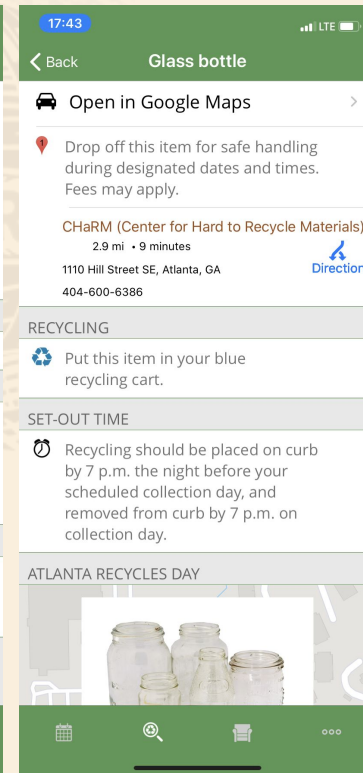 17:43
LTE
Back
Glass bottle
Open in Google Maps
1
Drop off this item for safe handling
during designated dates and times.
Fees may apply.
CHaRM (Center for Hard to Recycle Materials)
2.9 mi • 9 minutes
1110 Hill Street SE, Atlanta, GA
404-600-6386
Direction
RECYCLING
Put this item in your blue
recycling cart.
SET-OUT TIME
Recycling should be placed on curb
by 7 p.m. the night before your
scheduled collection day, and
removed from curb by 7 p.m. on
collection day.
ATLANTA RECYCLES DAY